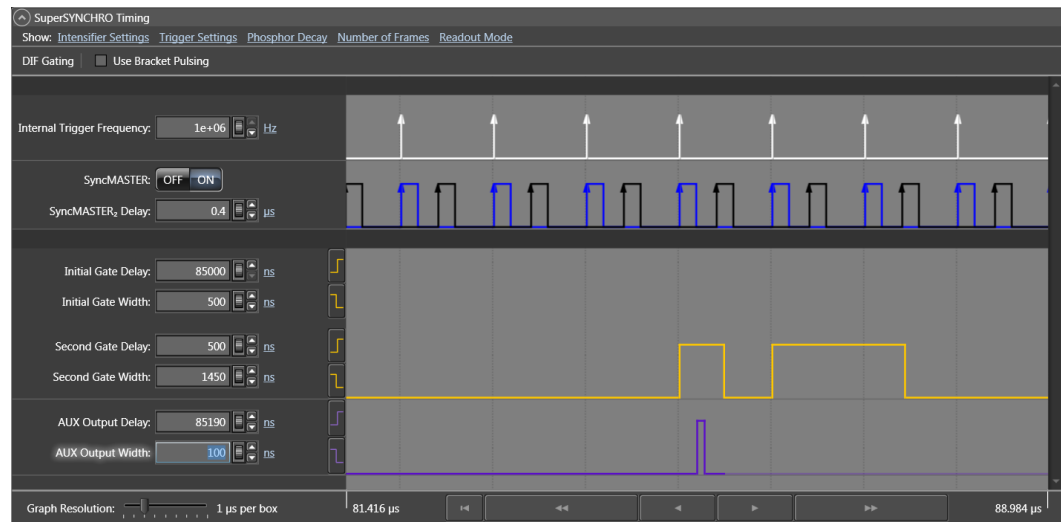 SuperSYNCHRO Timing
Show: Intensifier Settings Trigger Settings Phosphor Decay Number of Frames Readout Mode
DIF Gating Use Bracket Pulsing
Internal Trigger Frequency: 1e+06 Hz
SyncMASTER: OFF ON
SyncMASTER₂ Delay: 0.4 µs
Initial Gate Delay: 85000 ns
Initial Gate Width: 500 ns
Second Gate Delay: 500 ns
Second Gate Width: 1450 ns
AUX Output Delay: 85190 ns
AUX Output Width: 100 ns
Graph Resolution: 1 µs per box 81.416 µs 88.984 µs